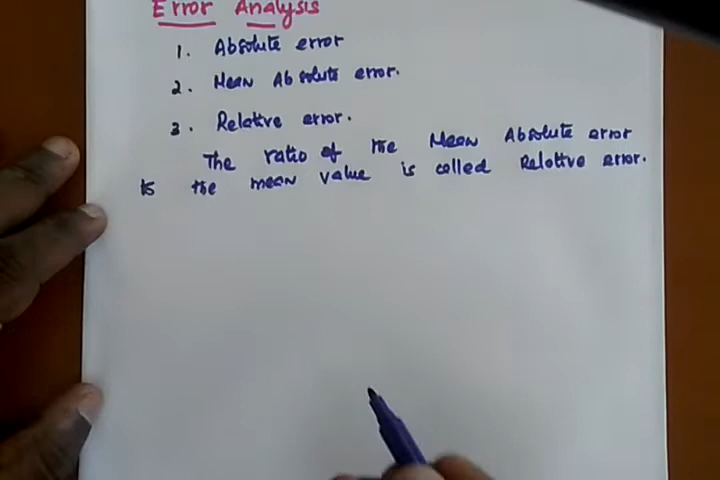 Error Analysis
1. Absolute error
2. Mean Absolute error.
3. Relative error.
The ratio of the Mean Absolute error
to the mean value is called Relative error.